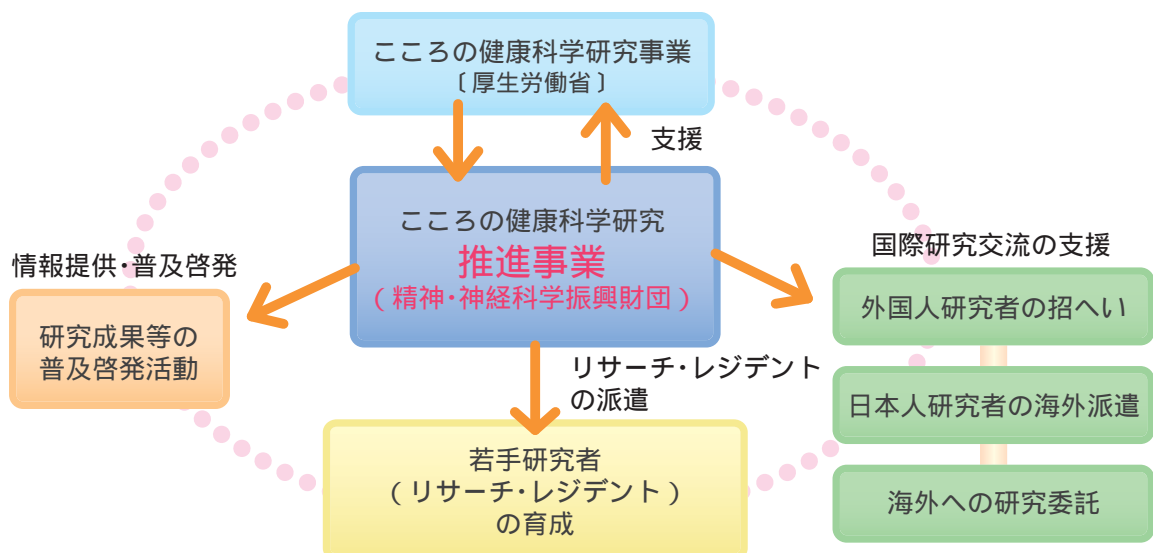 こころの健康科学研究事業
〔厚生労働省〕
支援
こころの健康科学研究
推進事業
(精神・神経科学振興財団)
情報提供・普及啓発
研究成果等の
普及啓発活動
リサーチ・レジデント
の派遣
若手研究者
(リサーチ・レジデント)
の育成
国際研究交流の支援
外国人研究者の招へい
日本人研究者の海外派遣
海外への研究委託